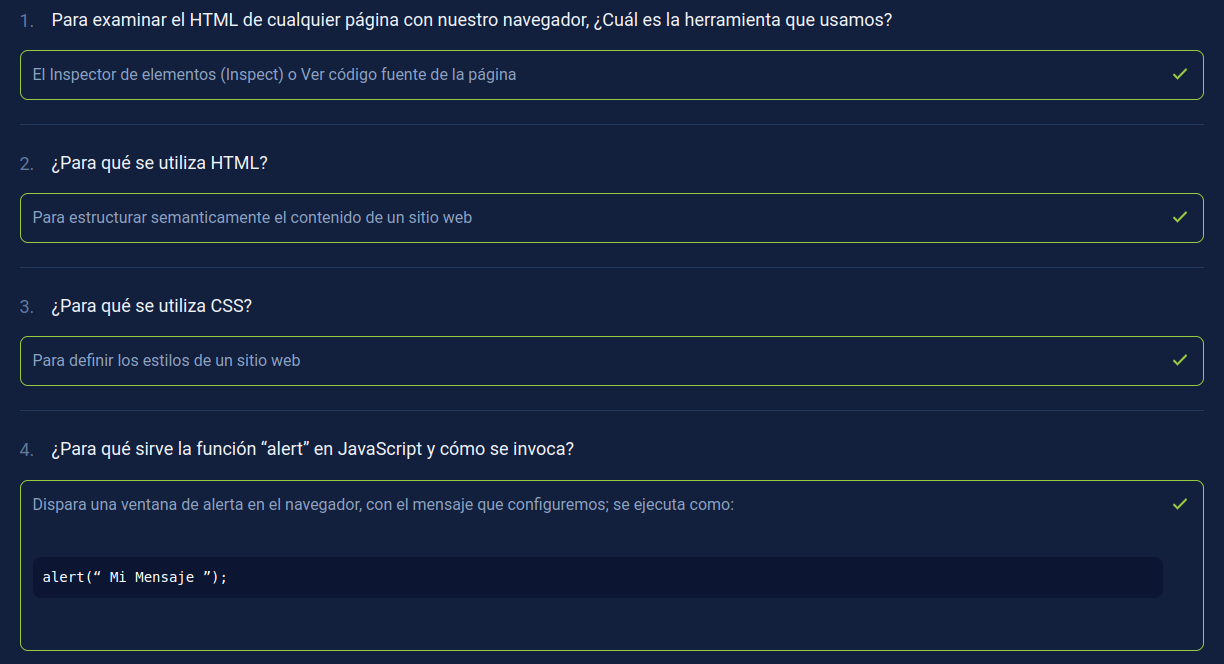 1. Para examinar el HTML de cualquier página con nuestro navegador, ¿Cuál es la herramienta que usamos?
El Inspector de elementos (Inspect) o Ver código fuente de la página
2. ¿Para qué se utiliza HTML?
Para estructurar semanticamente el contenido de un sitio web
3. ¿Para qué se utiliza CSS?
Para definir los estilos de un sitio web
4. ¿Para qué sirve la función “alert” en JavaScript y cómo se invoca?
Dispara una ventana de alerta en el navegador, con el mensaje que configuremos; se ejecuta como:
alert(“ Mi Mensaje ”);